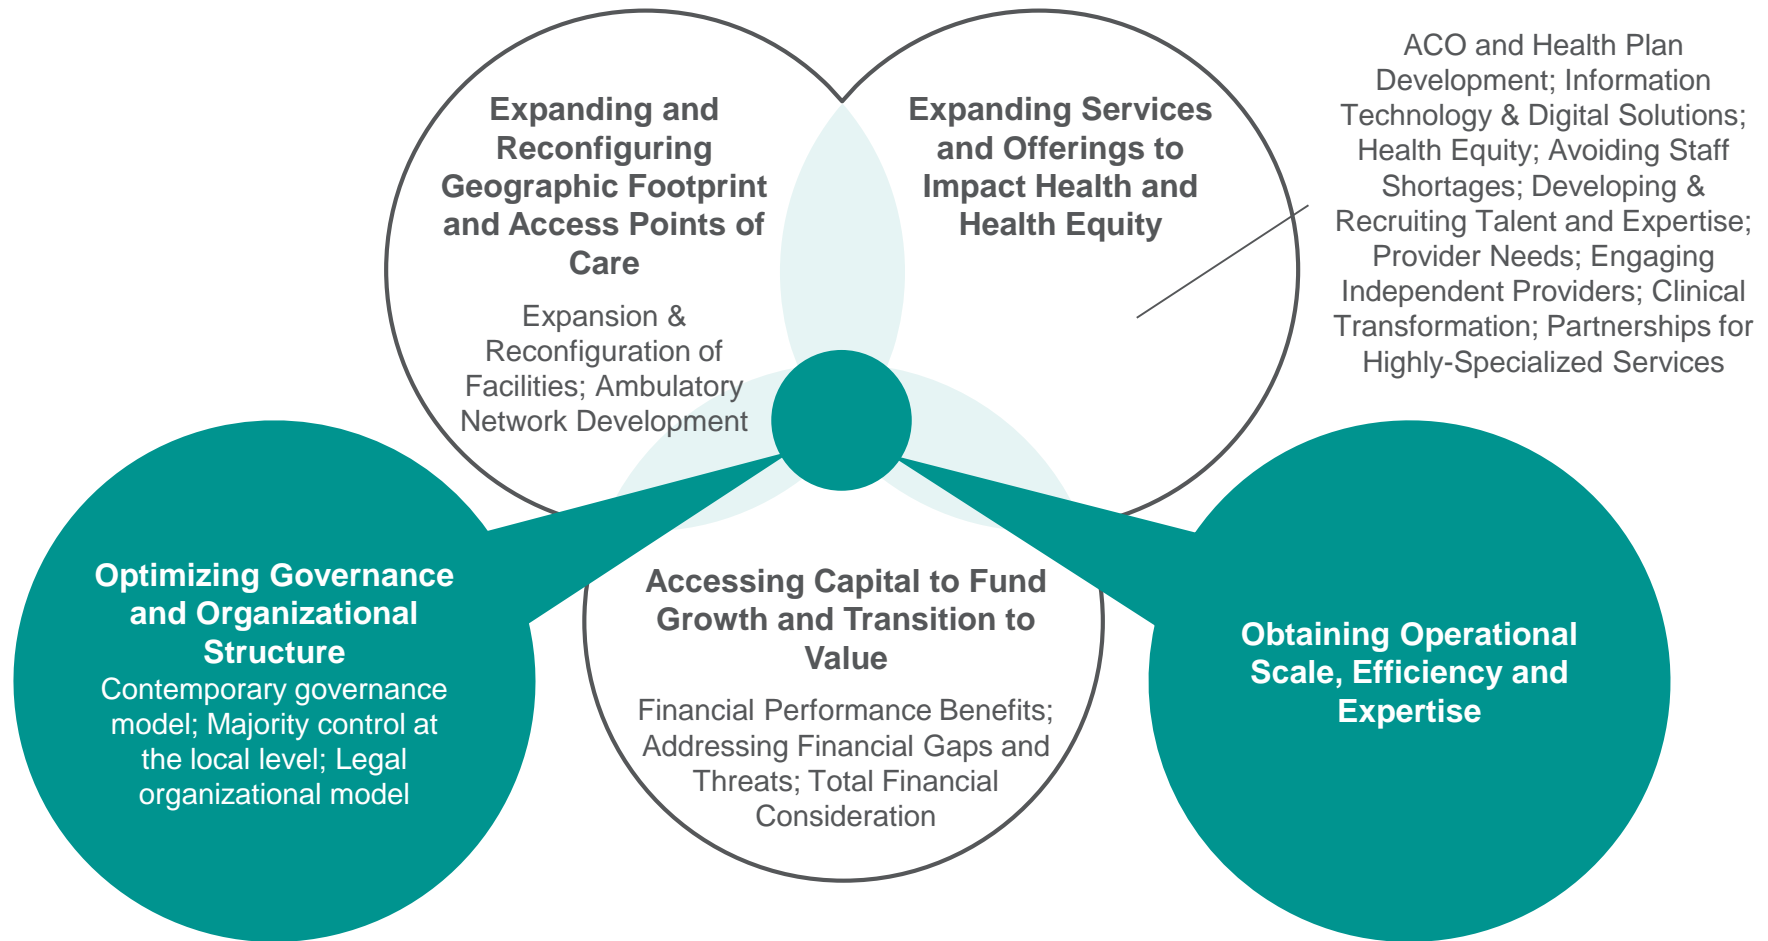 Expanding and
Reconfiguring
Geographic Footprint
and Access Points of
Care
Expansion &
Reconfiguration of
Facilities; Ambulatory
Network Development
Expanding Services
and Offerings to
Impact Health and
Health Equity
ACO and Health Plan
Development; Information
Technology & Digital Solutions;
Health Equity; Avoiding Staff
Shortages; Developing &
Recruiting Talent and Expertise;
Provider Needs; Engaging
Independent Providers; Clinical
Transformation; Partnerships for
Highly-Specialized Services
Optimizing Governance
and Organizational
Structure
Contemporary governance
model; Majority control at
the local level; Legal
organizational model
Accessing Capital to Fund
Growth and Transition to
Value
Financial Performance Benefits;
Addressing Financial Gaps and
Threats; Total Financial
Consideration
Obtaining Operational
Scale, Efficiency and
Expertise